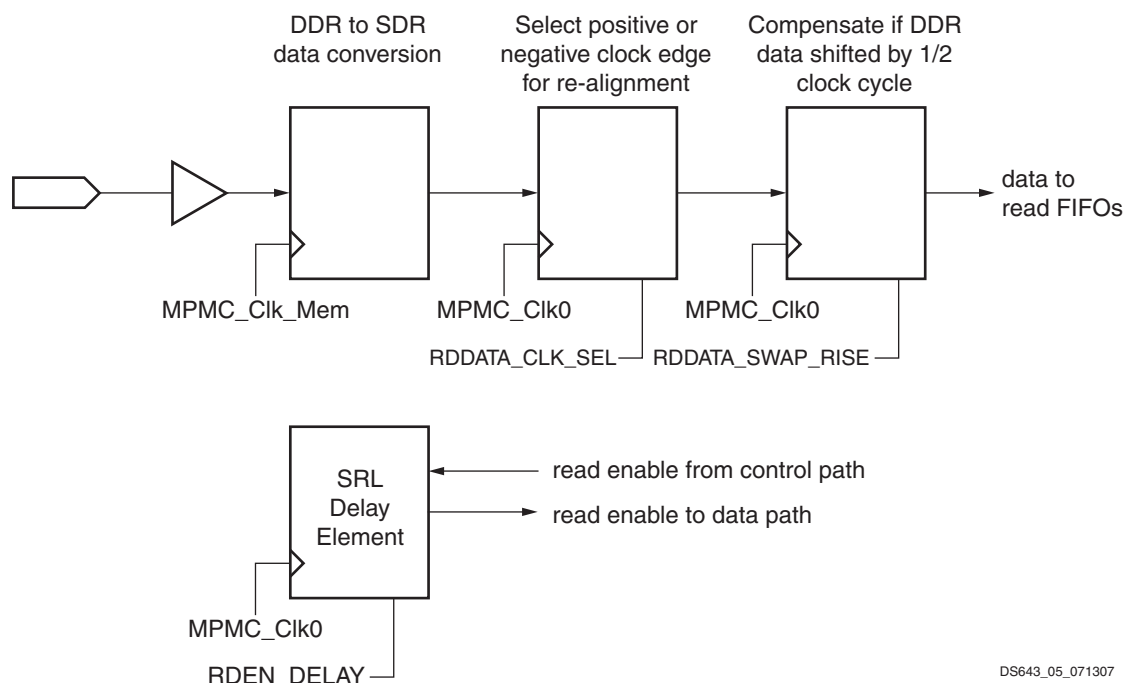 DDR to SDR
data conversion
Select positive or
negative clock edge
for re-alignment
Compensate if DDR
data shifted by 1/2
clock cycle
data to
read FIFOs
MPMC_Clk_Mem
MPMC_Clk0
MPMC_Clk0
RDDATA_CLK_SEL
RDDATA_SWAP_RISE
SRL
Delay
Element
read enable from control path
read enable to data path
MPMC_Clk0
RDEN_DELAY
DS643_05_071307